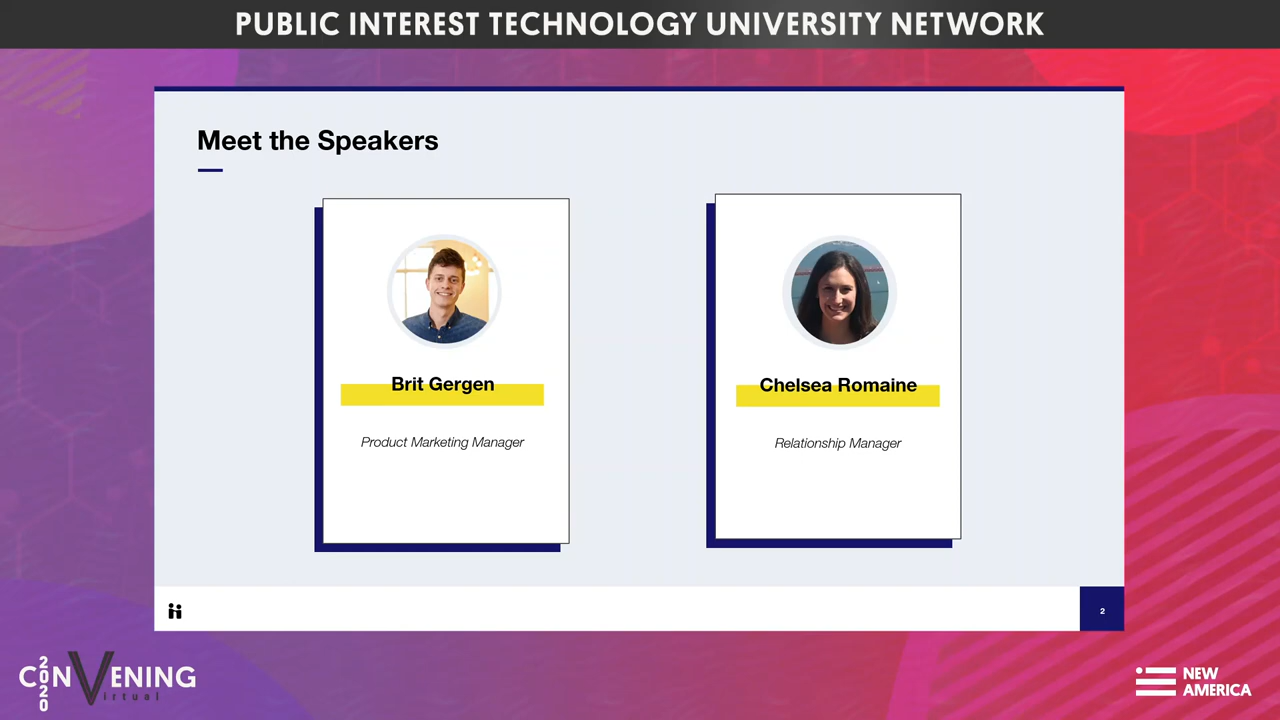 PUBLIC INTEREST TECHNOLOGY UNIVERSITY NETWORK
Meet the Speakers
Brit Gergen
Product Marketing Manager
Chelsea Romaine
Relationship Manager
2
2020
CONVENING
Virtual
NEW
AMERICA